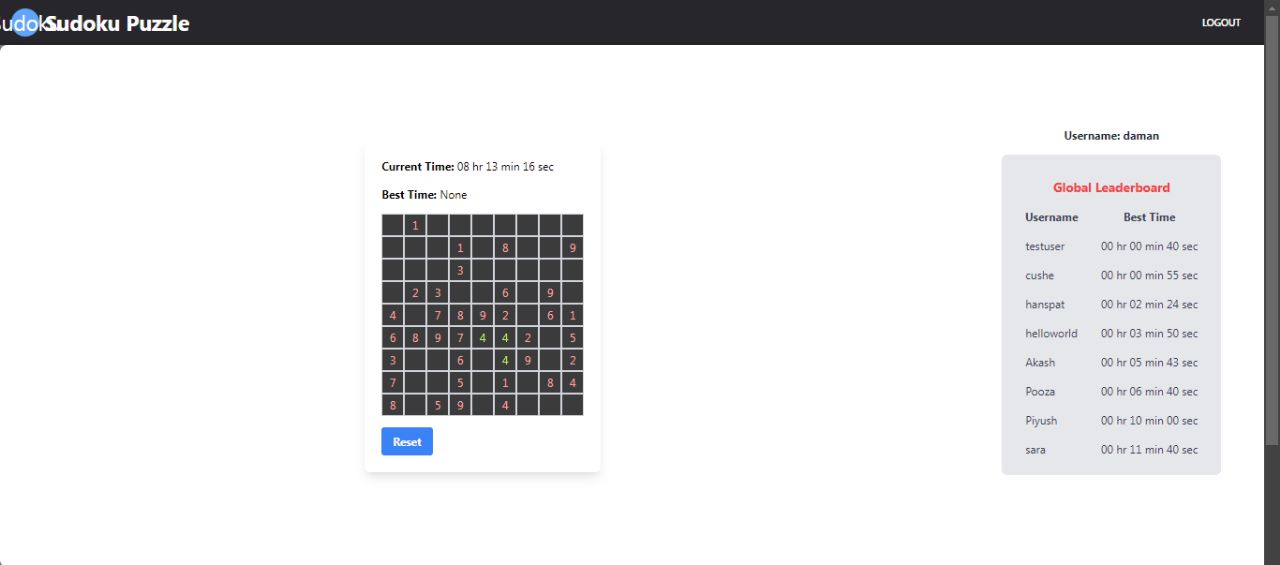 Sudoku
Sudoku Puzzle
LOGOUT
Username: daman
Current Time: 08 hr 13 min 16 sec
Best Time: None
1
1 8 9
3
2 3 6 9
4 7 8 9 2 6 1
6 8 9 7 4 4 2 5
3 6 4 9 2
7 5 1 8 4
8 5 9 4
Reset
Global Leaderboard
Username Best Time
testuser 00 hr 00 min 40 sec
cushe 00 hr 00 min 55 sec
hanspat 00 hr 02 min 24 sec
helloworld 00 hr 03 min 50 sec
Akash 00 hr 05 min 43 sec
Pooza 00 hr 06 min 40 sec
Piyush 00 hr 10 min 00 sec
sara 00 hr 11 min 40 sec